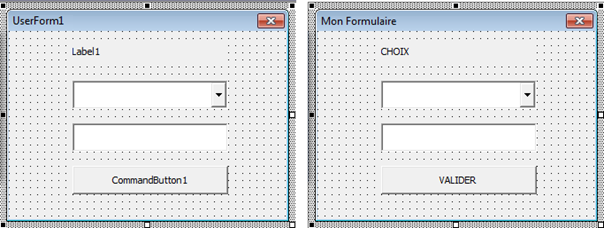 UserForm1
Label1
CommandButton1
Mon Formulaire
CHOIX
VALIDER